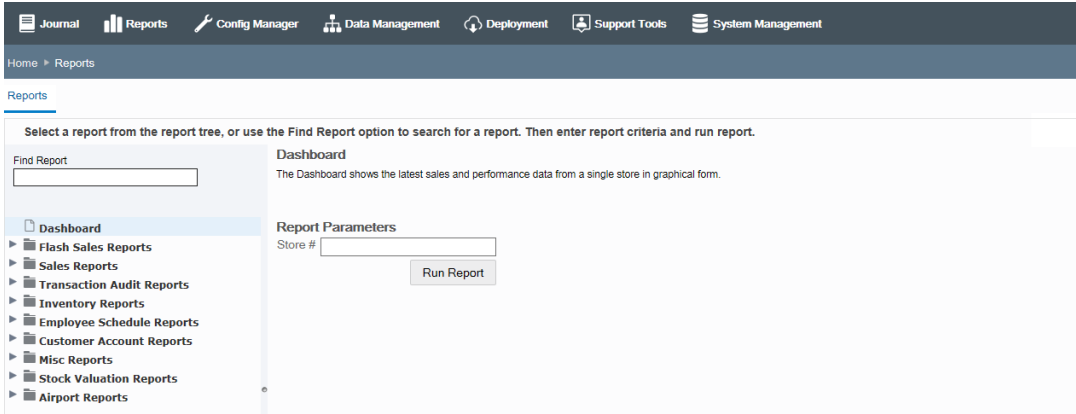 Journal Reports Config Manager Data Management Deployment Support Tools System Management
Home Reports
Reports
Select a report from the report tree, or use the Find Report option to search for a report. Then enter report criteria and run report.
Find Report
Dashboard
Flash Sales Reports
Sales Reports
Transaction Audit Reports
Inventory Reports
Employee Schedule Reports
Customer Account Reports
Misc Reports
Stock Valuation Reports
Airport Reports
Dashboard
The Dashboard shows the latest sales and performance data from a single store in graphical form.
Report Parameters
Store #
Run Report